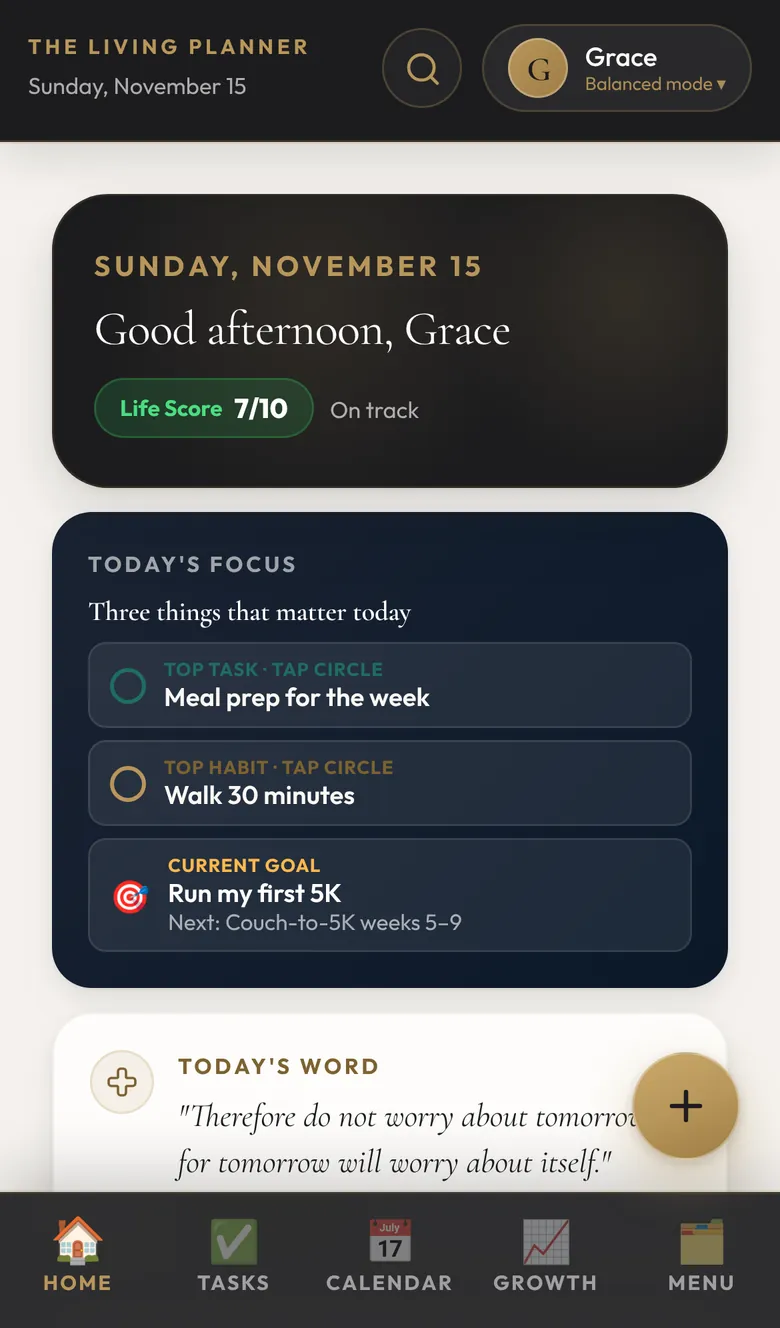 THE LIVING PLANNER
Sunday, November 15
G
Grace
Balanced mode ▾
SUNDAY, NOVEMBER 15
Good afternoon, Grace
Life Score 7/10 On track
TODAY'S FOCUS
Three things that matter today
TOP TASK · TAP CIRCLE
Meal prep for the week
TOP HABIT · TAP CIRCLE
Walk 30 minutes
CURRENT GOAL
Run my first 5K
Next: Couch-to-5K weeks 5–9
TODAY'S WORD
"Therefore do not worry about tomorrow
for tomorrow will worry about itself."
July
17
HOME TASKS CALENDAR GROWTH MENU